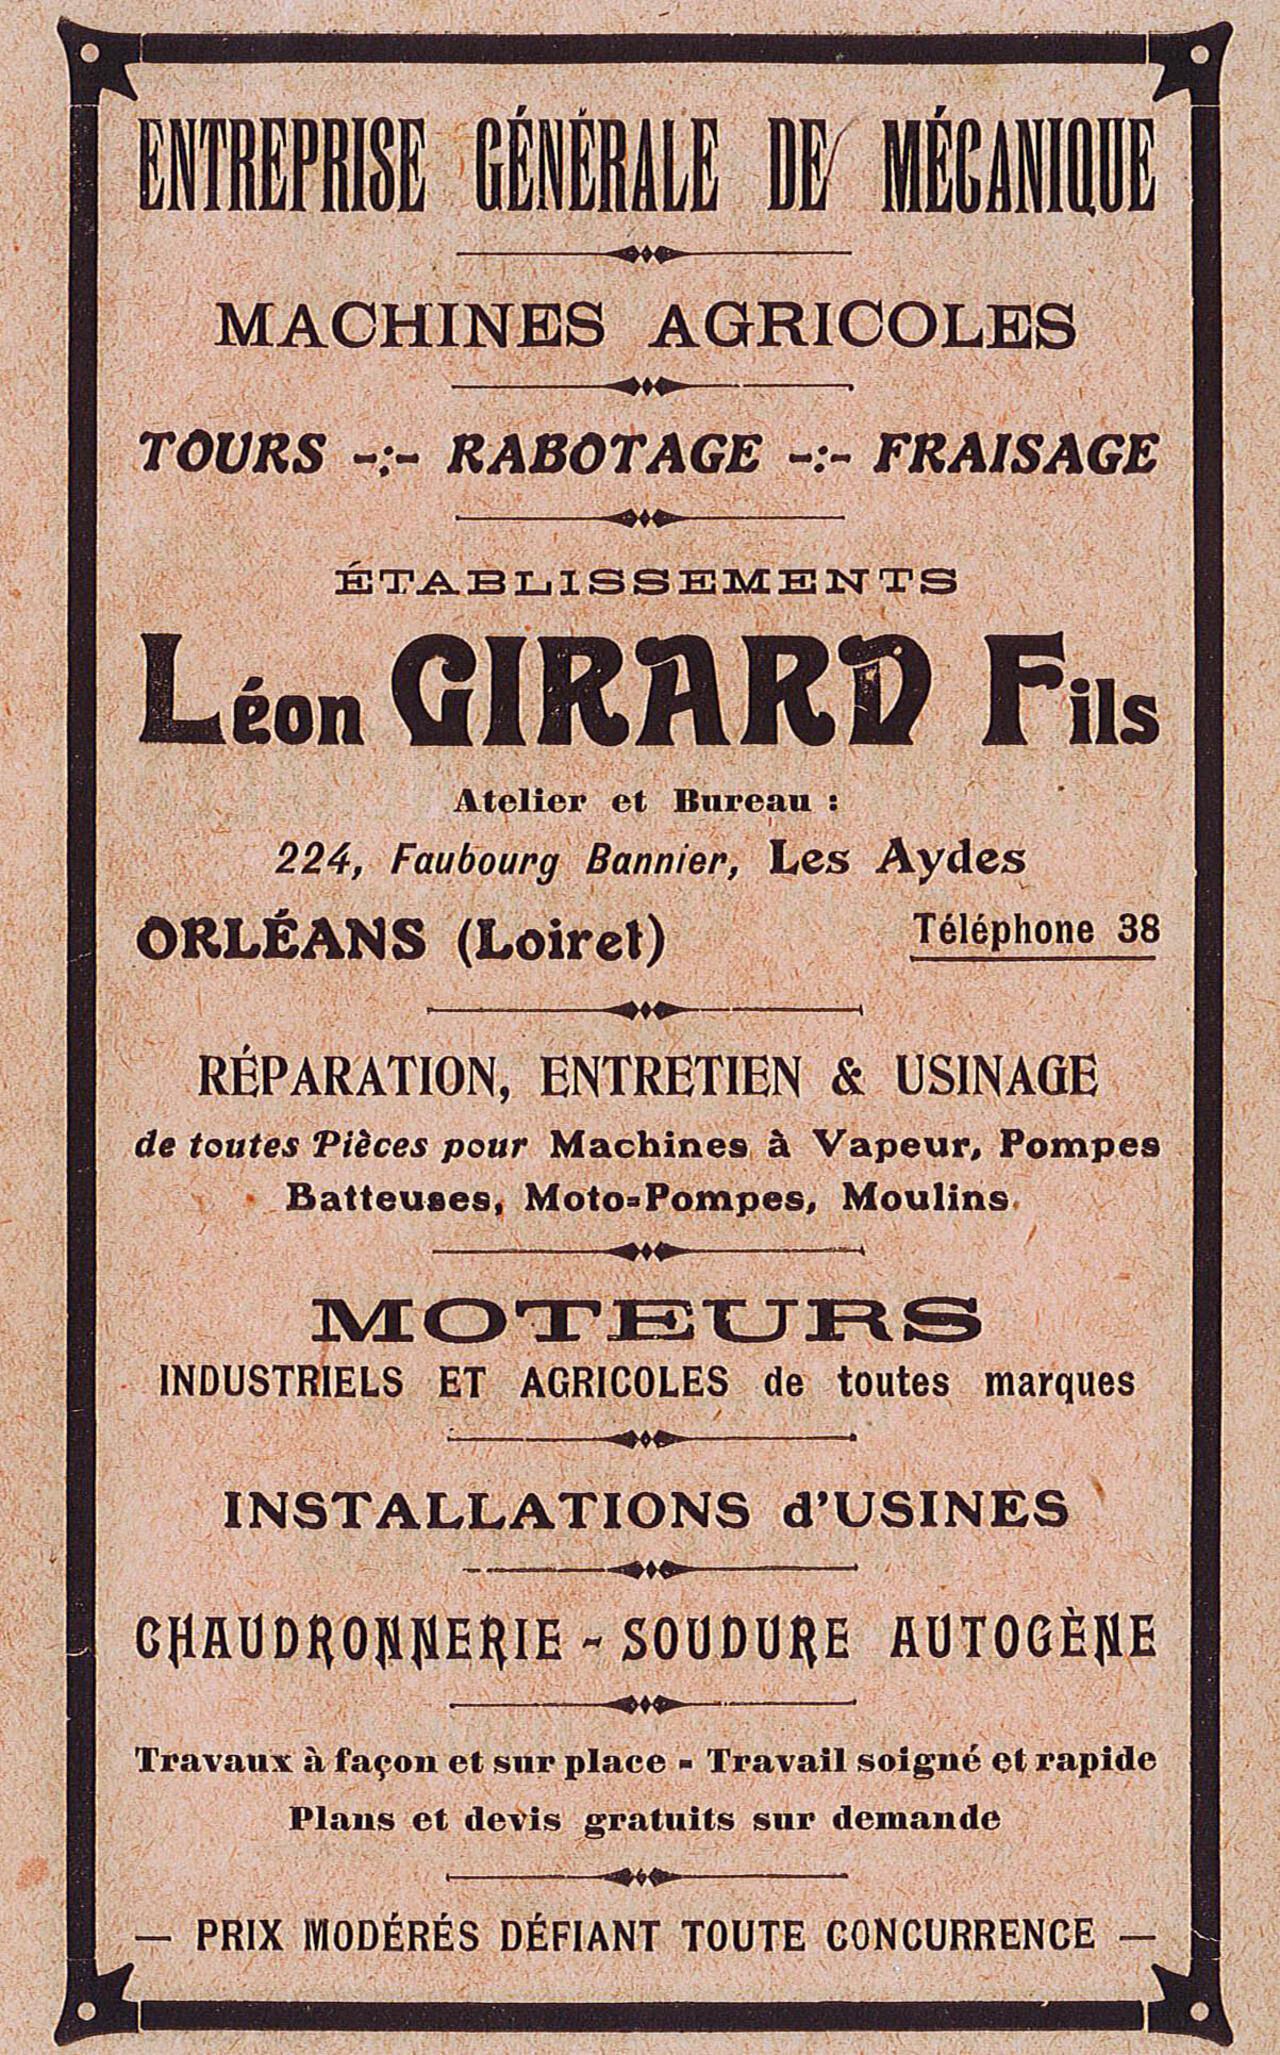 ENTREPRISE GÉNÉRALE DE MÉCANIQUE
MACHINES AGRICOLES
TOURS -:- RABOTAGE -:- FRAISAGE
ÉTABLISSEMENTS
Léon GIRARD Fils
Atelier et Bureau :
224, Faubourg Bannier, Les Aydes
ORLÉANS (Loiret) Téléphone 38
RÉPARATION, ENTRETIEN & USINAGE
de toutes Pièces pour Machines à Vapeur, Pompes
Batteuses, Moto=Pompes, Moulins
MOTEURS
INDUSTRIELS ET AGRICOLES de toutes marques
INSTALLATIONS d'USINES
CHAUDRONNERIE - SOUDURE AUTOGÈNE
Travaux à façon et sur place - Travail soigné et rapide
Plans et devis gratuits sur demande
— PRIX MODÉRÉS DÉFIANT TOUTE CONCURRENCE —